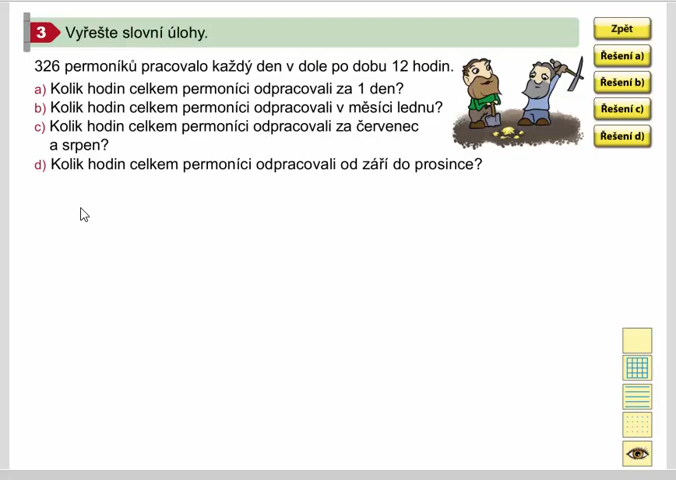 3 Vyřešte slovní úlohy.
Zpět
326 permoníků pracovalo každý den v dole po dobu 12 hodin.
a) Kolik hodin celkem permoníci odpracovali za 1 den?
b) Kolik hodin celkem permoníci odpracovali v měsíci lednu?
c) Kolik hodin celkem permoníci odpracovali za červenec
a srpen?
d) Kolik hodin celkem permoníci odpracovali od září do prosince?
Řešení a)
Řešení b)
Řešení c)
Řešení d)